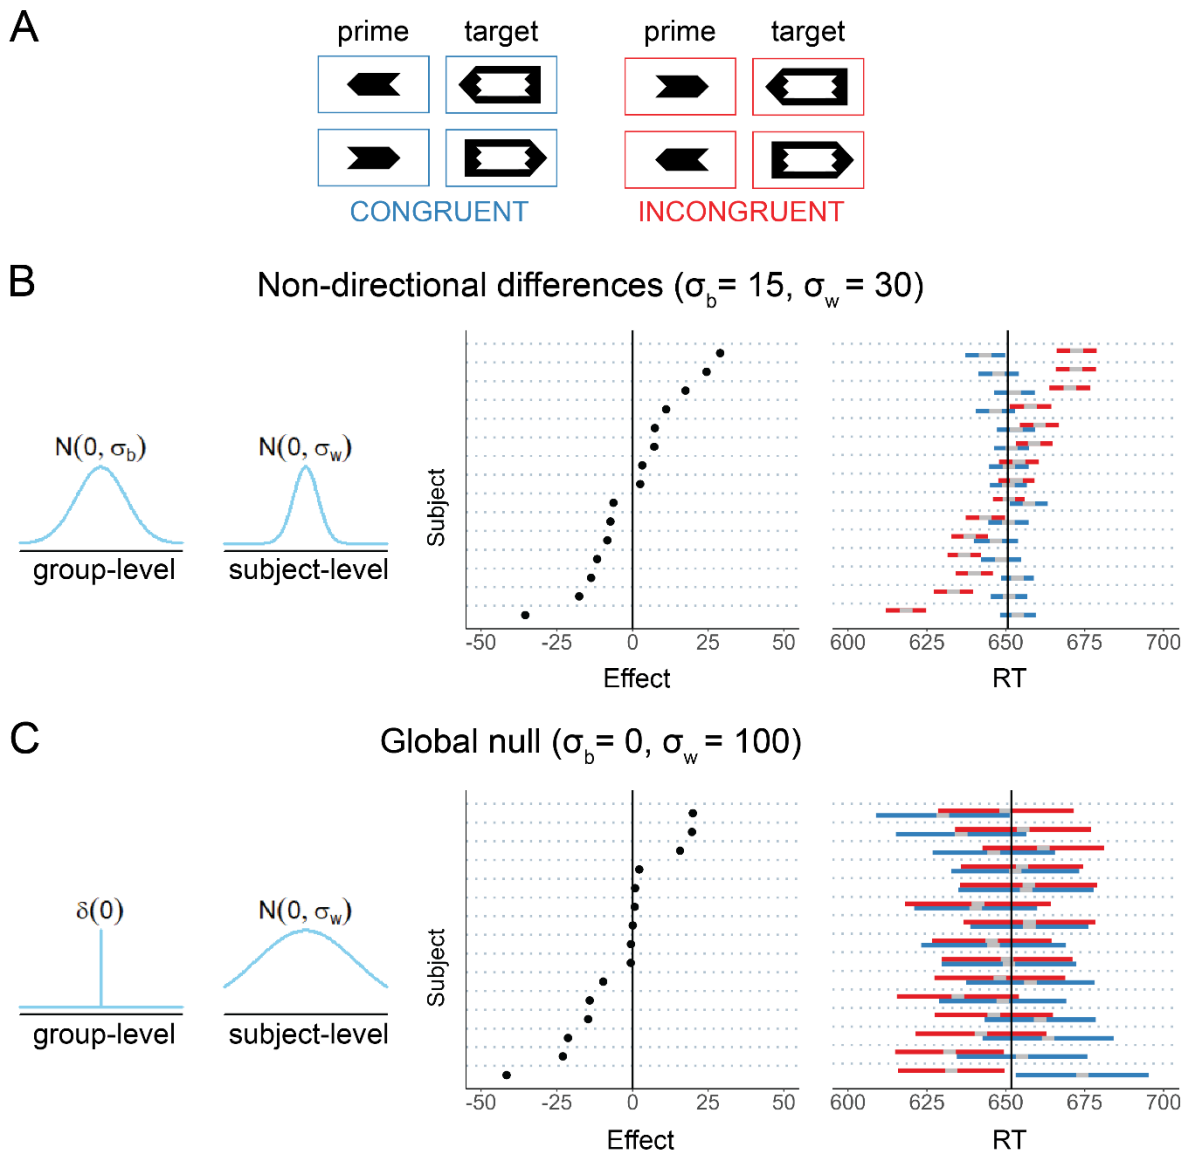 A
prime target prime target
CONGRUENT INCONGRUENT
B
Non-directional differences (σb= 15, σw= 30)
N(0, σb) N(0, σw)
group-level subject-level
Subject
-50 -25 0 25 50
Effect
600 625 650 675 700
RT
C
Global null (σb= 0, σw= 100)
δ(0) N(0, σw)
group-level subject-level
Subject
-50 -25 0 25 50
Effect
600 625 650 675 700
RT